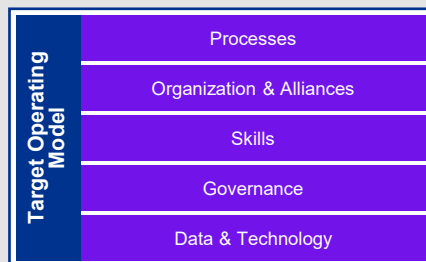 Target Operating
Model
Processes
Organization & Alliances
Skills
Governance
Data & Technology